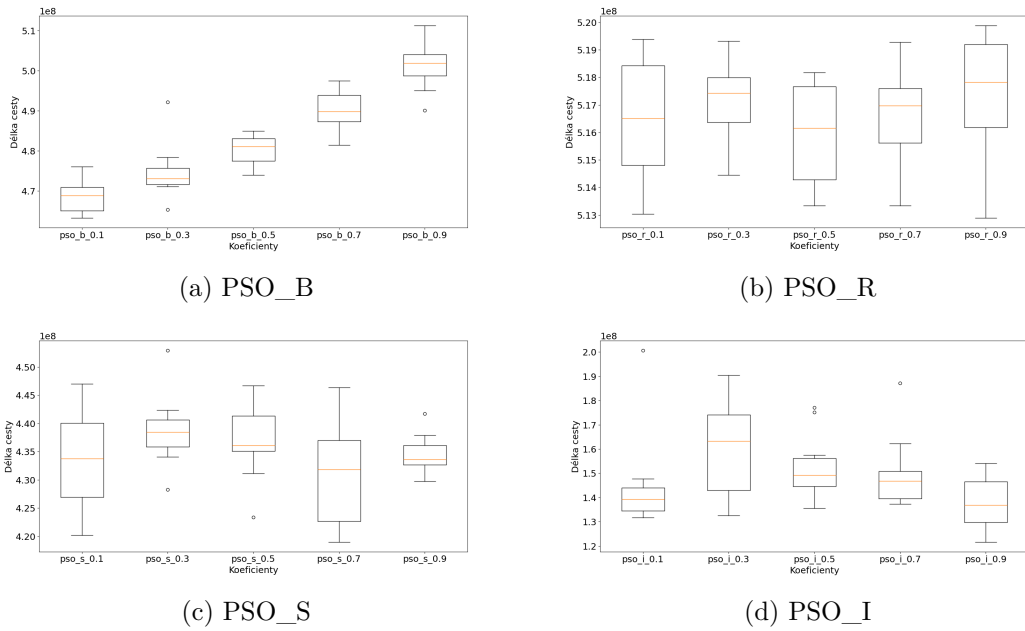 1e8
5.1
5.0
4.9
4.8
4.7
Délka cesty
pso_b_0.1 pso_b_0.3 pso_b_0.5 pso_b_0.7 pso_b_0.9
Koeficienty
(a) PSO_B
1e8
5.20
5.19
5.18
5.17
5.16
5.15
5.14
5.13
Délka cesty
pso_r_0.1 pso_r_0.3 pso_r_0.5 pso_r_0.7 pso_r_0.9
Koeficienty
(b) PSO_R
1e8
4.50
4.45
4.40
4.35
4.30
4.25
4.20
Délka cesty
pso_s_0.1 pso_s_0.3 pso_s_0.5 pso_s_0.7 pso_s_0.9
Koeficienty
(c) PSO_S
1e8
2.0
1.9
1.8
1.7
1.6
1.5
1.4
1.3
1.2
Délka cesty
pso_i_0.1 pso_i_0.3 pso_i_0.5 pso_i_0.7 pso_i_0.9
Koeficienty
(d) PSO_I